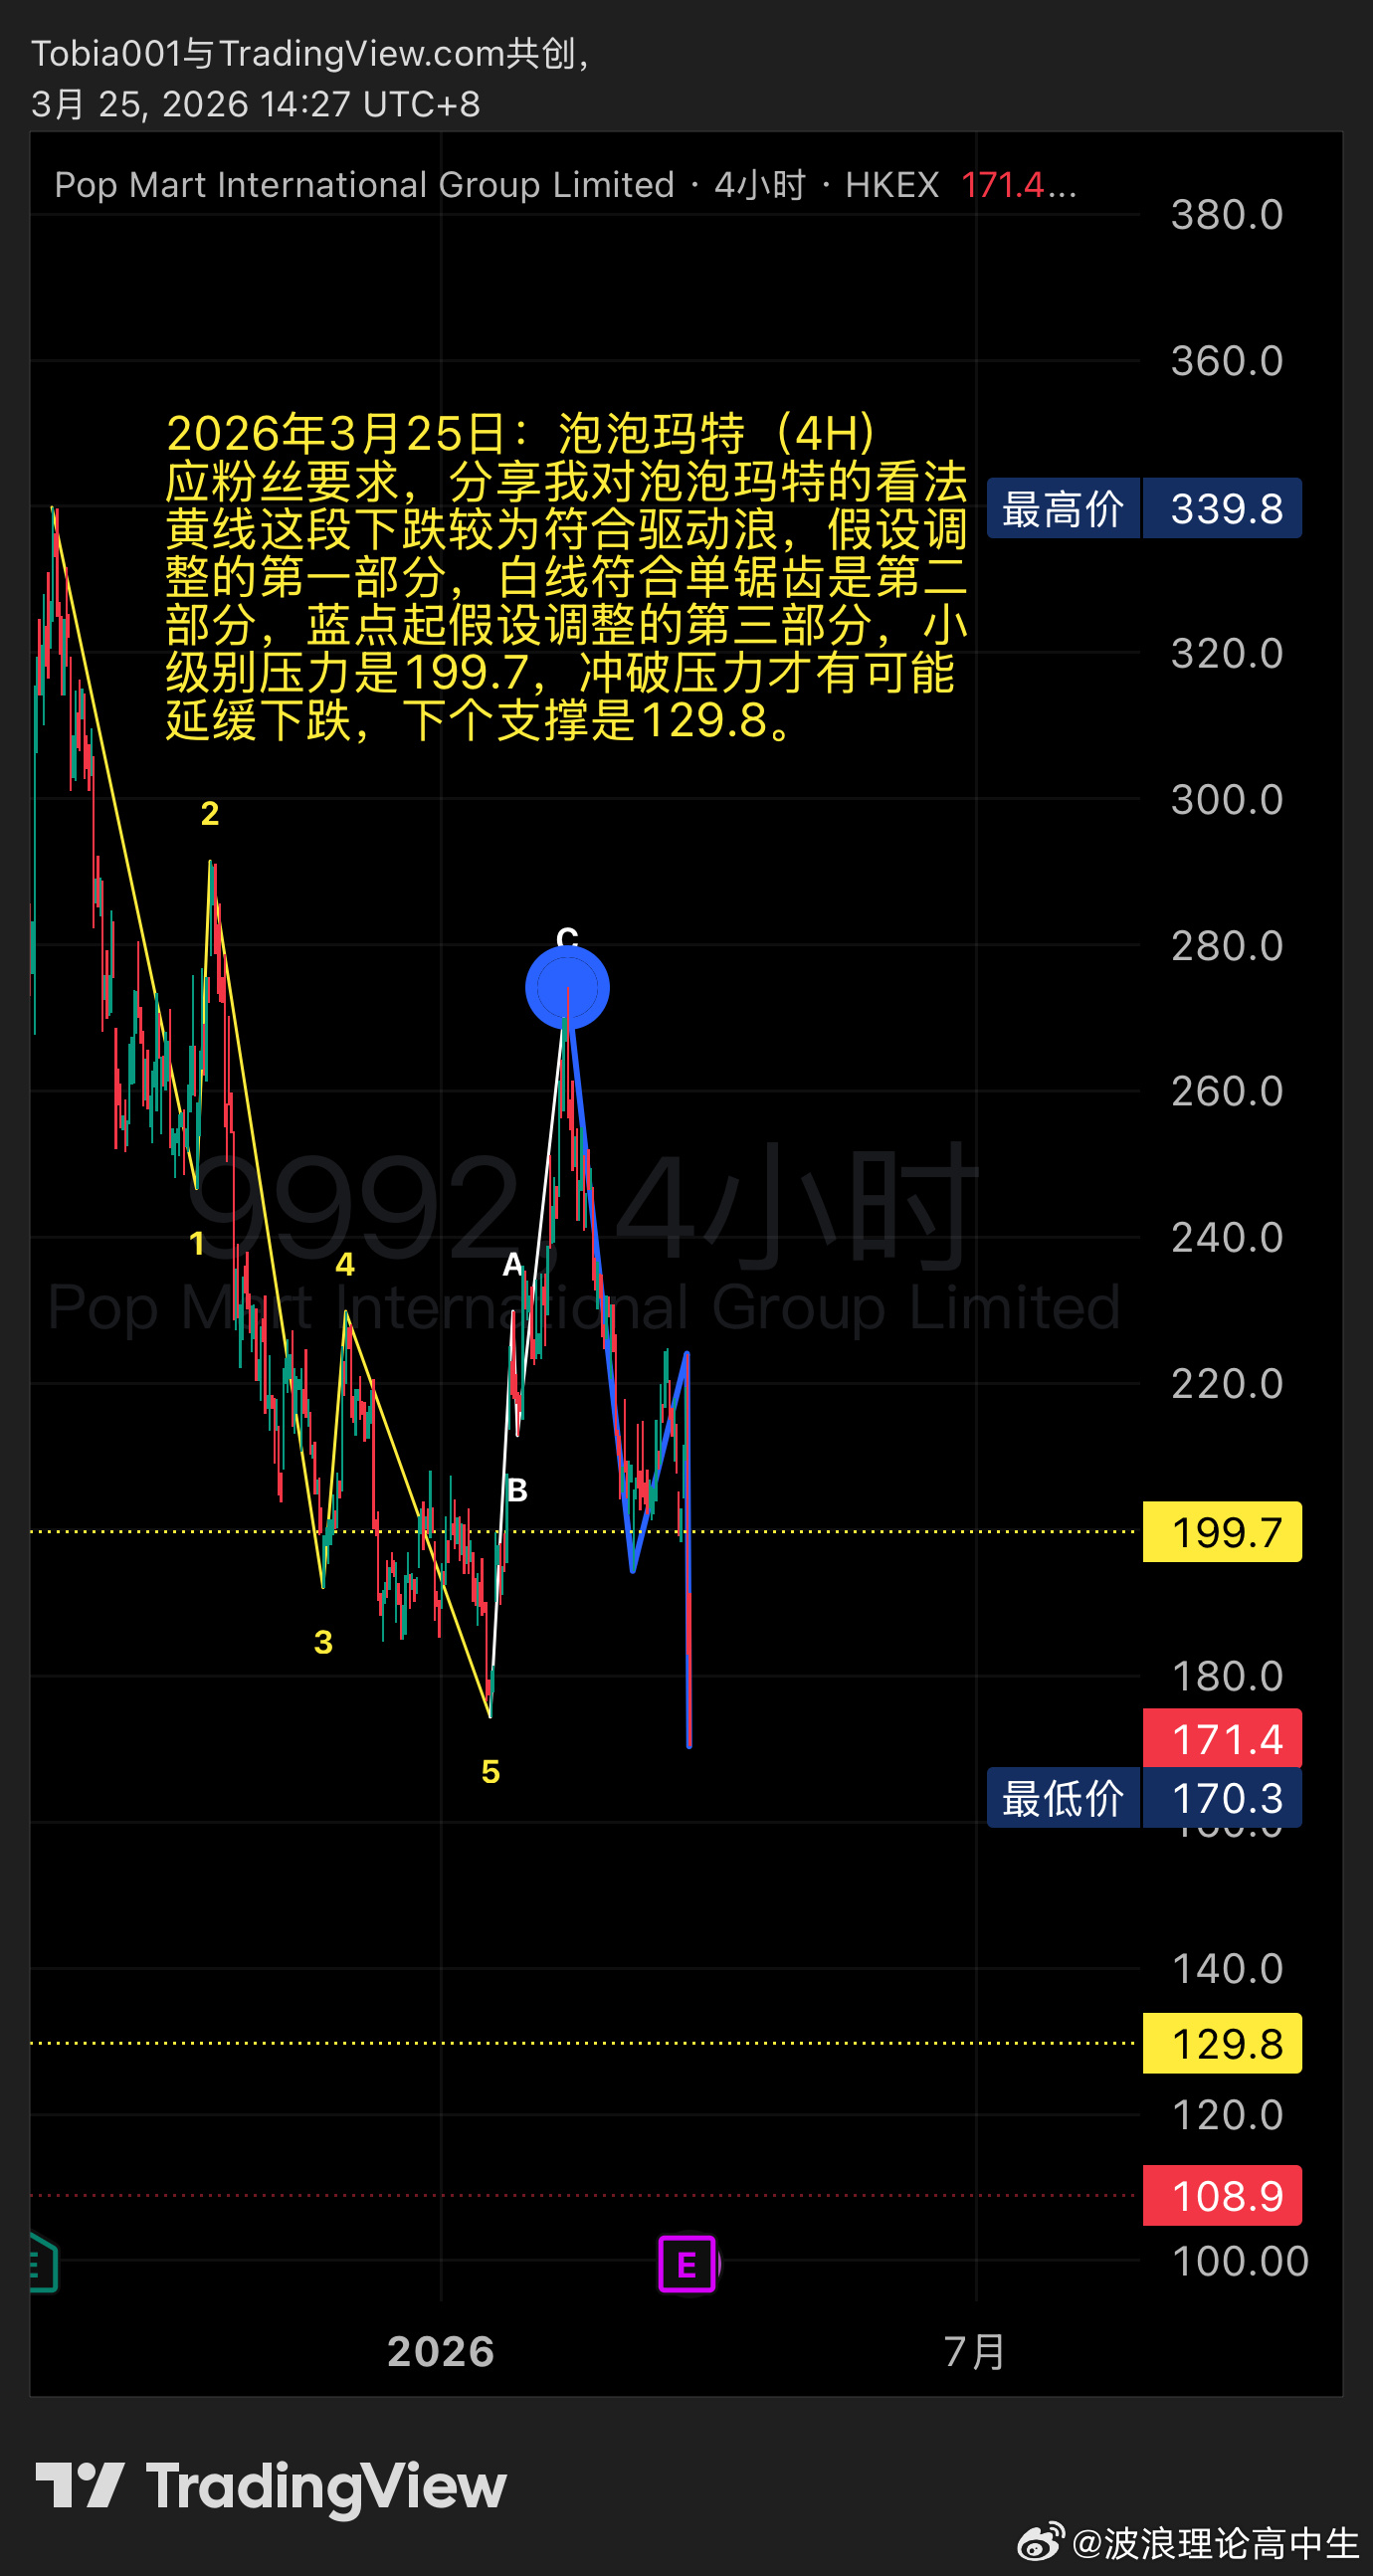 Tobia001与TradingView.com共创，
3月 25, 2026 14:27 UTC+8
Pop Mart International Group Limited · 4小时 · HKEX 171.4...
380.0
360.0
2026年3月25日：泡泡玛特（4H）
应粉丝要求，分享我对泡泡玛特的看法
黄线这段下跌较为符合驱动浪，假设调
整的第一部分，白线符合单锯齿是第二
部分，蓝点起假设调整的第三部分，小
级别压力是199.7，冲破压力才有可能
延缓下跌，下个支撑是129.8。
最高价 339.8
320.0
300.0
2
C
280.0
260.0
9992, 4小时
Pop Mart International Group Limited
1
4
A
240.0
220.0
B
199.7
3
180.0
5
171.4
最低价 170.3
160.0
140.0
129.8
120.0
108.9
E
E
100.00
2026
7月
TradingView
@波浪理论高中生